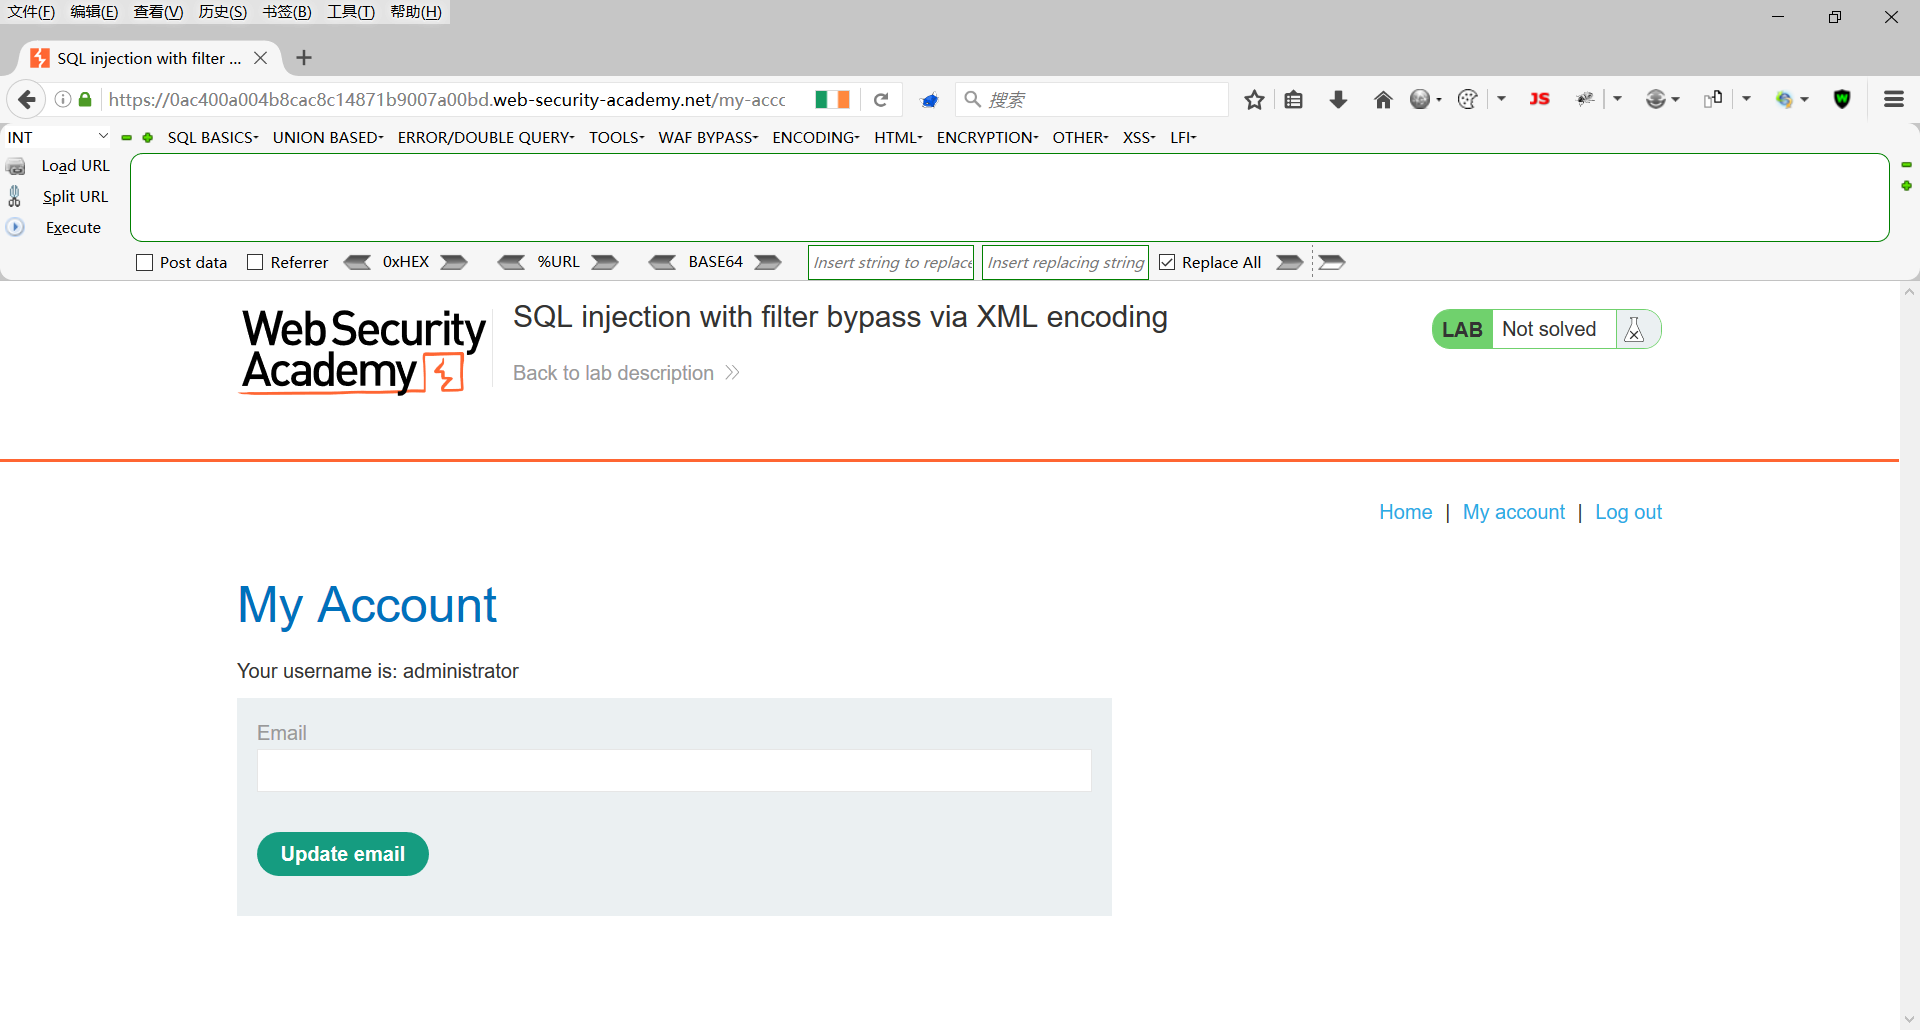 文件(F) 编辑(E) 查看(V) 历史(S) 书签(B) 工具(T) 帮助(H)
SQL injection with filter ...
https://0ac400a004b8cac8c14871b9007a00bd.web-security-academy.net/my-acco
搜索
JS
W
INT
SQL BASICS UNION BASED ERROR/DOUBLE QUERY TOOLS WAF BYPASS ENCODING HTML ENCRYPTION OTHER XSS LFI
Load URL
Split URL
Execute
Post data Referrer 0xHEX %URL BASE64 Insert string to replace Insert replacing string Replace All
Web Security
Academy
SQL injection with filter bypass via XML encoding
Back to lab description
LAB Not solved
Home | My account | Log out
My Account
Your username is: administrator
Email
Update email